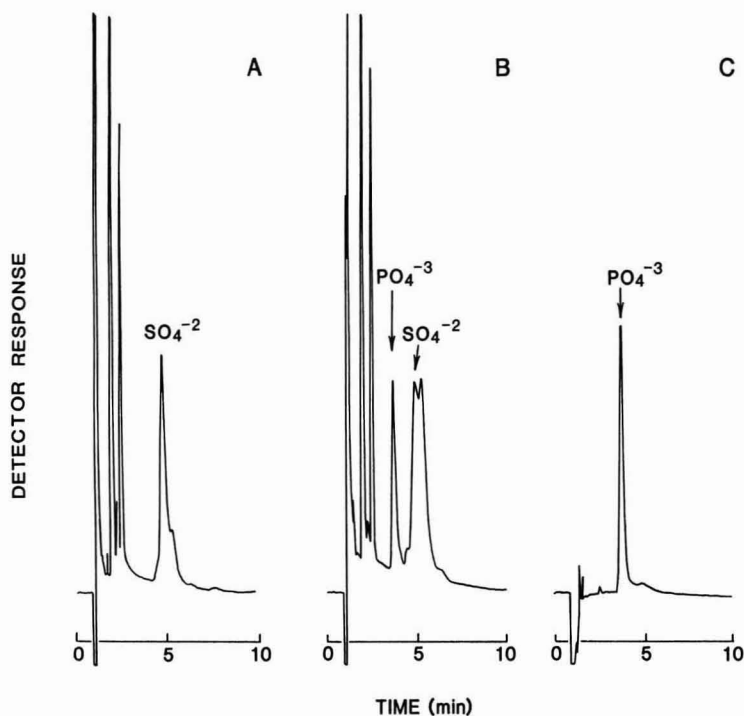 A
B
C
DETECTOR RESPONSE
SO₄⁻²
PO₄⁻³
SO₄⁻²
PO₄⁻³
0 5 10
0 5 10
0 5 10
TIME (min)